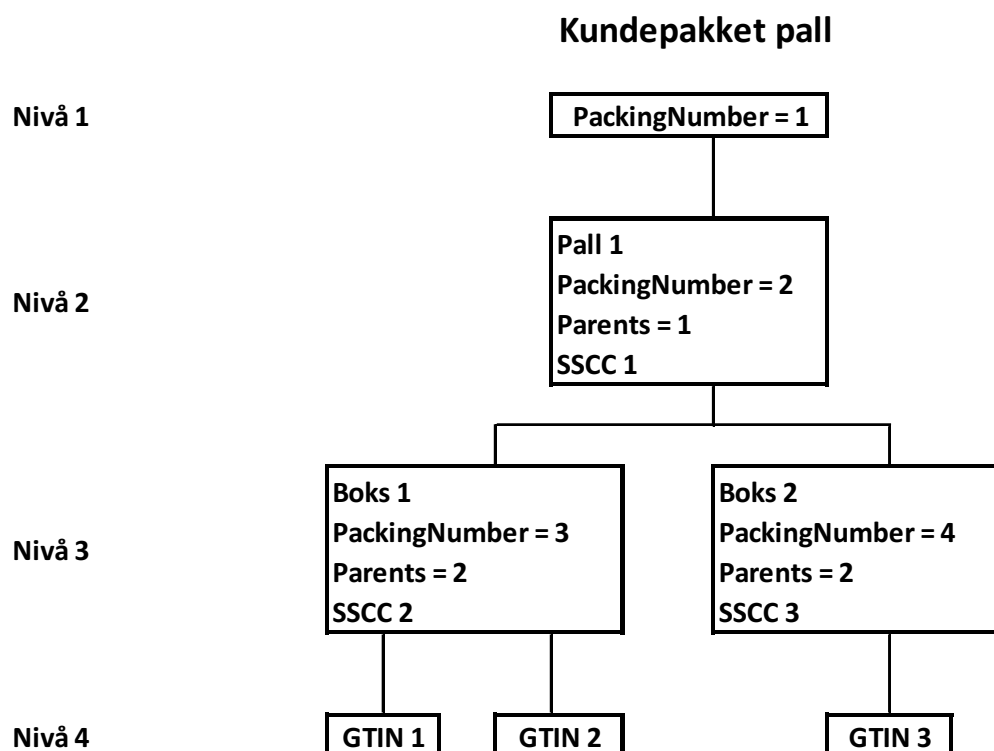 Kundepakket pall
Nivå 1
PackingNumber = 1
Nivå 2
Pall 1
PackingNumber = 2
Parents = 1
SSCC 1
Nivå 3
Boks 1
PackingNumber = 3
Parents = 2
SSCC 2
Boks 2
PackingNumber = 4
Parents = 2
SSCC 3
Nivå 4
GTIN 1
GTIN 2
GTIN 3